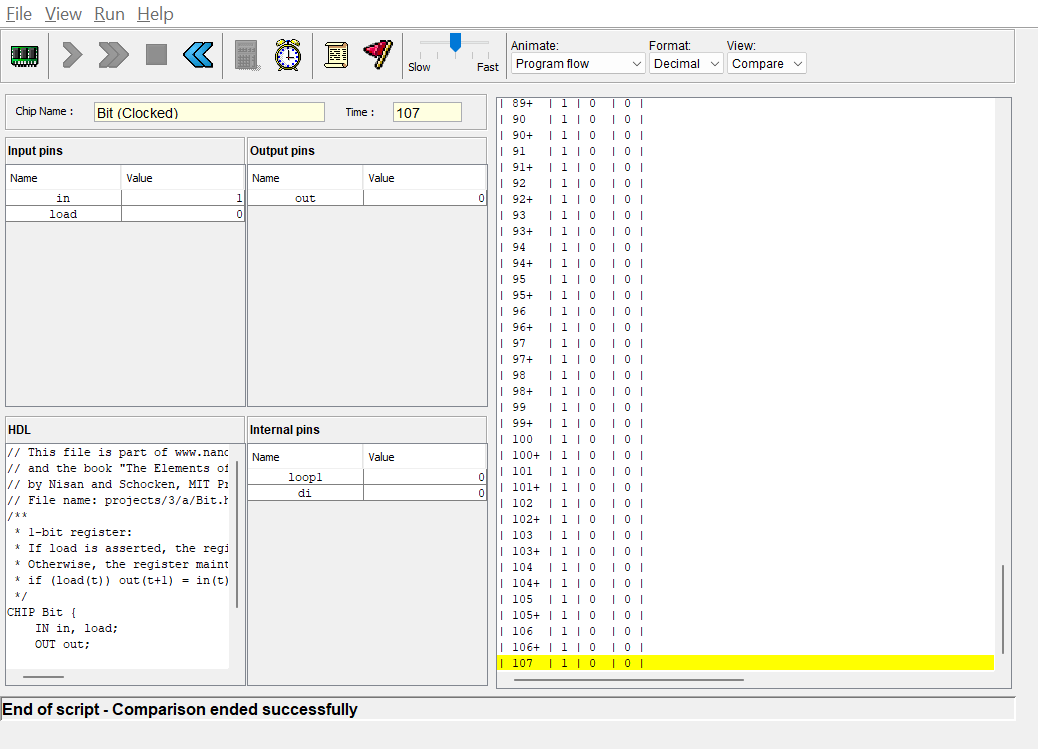 File View Run Help
Slow Fast
Animate: Format: View:
Program flow Decimal Compare
Chip Name : Bit (Clocked) Time : 107
Input pins
Name Value
in 1
load 0
Output pins
Name Value
out 0
HDL
// This file is part of www.nand
// and the book "The Elements of
// by Nisan and Schocken, MIT Pr
// File name: projects/3/a/Bit.h
/**
* 1-bit register:
* If load is asserted, the regi
* Otherwise, the register maint
* if (load(t)) out(t+1) = in(t)
*/
CHIP Bit {
IN in, load;
OUT out;
Internal pins
Name Value
loop1 0
di 0
| 89+ | 1 | 0 | 0 |
| 90 | 1 | 0 | 0 |
| 90+ | 1 | 0 | 0 |
| 91 | 1 | 0 | 0 |
| 91+ | 1 | 0 | 0 |
| 92 | 1 | 0 | 0 |
| 92+ | 1 | 0 | 0 |
| 93 | 1 | 0 | 0 |
| 93+ | 1 | 0 | 0 |
| 94 | 1 | 0 | 0 |
| 94+ | 1 | 0 | 0 |
| 95 | 1 | 0 | 0 |
| 95+ | 1 | 0 | 0 |
| 96 | 1 | 0 | 0 |
| 96+ | 1 | 0 | 0 |
| 97 | 1 | 0 | 0 |
| 97+ | 1 | 0 | 0 |
| 98 | 1 | 0 | 0 |
| 98+ | 1 | 0 | 0 |
| 99 | 1 | 0 | 0 |
| 99+ | 1 | 0 | 0 |
| 100 | 1 | 0 | 0 |
| 100+ | 1 | 0 | 0 |
| 101 | 1 | 0 | 0 |
| 101+ | 1 | 0 | 0 |
| 102 | 1 | 0 | 0 |
| 102+ | 1 | 0 | 0 |
| 103 | 1 | 0 | 0 |
| 103+ | 1 | 0 | 0 |
| 104 | 1 | 0 | 0 |
| 104+ | 1 | 0 | 0 |
| 105 | 1 | 0 | 0 |
| 105+ | 1 | 0 | 0 |
| 106 | 1 | 0 | 0 |
| 106+ | 1 | 0 | 0 |
| 107 | 1 | 0 | 0 |
End of script - Comparison ended successfully